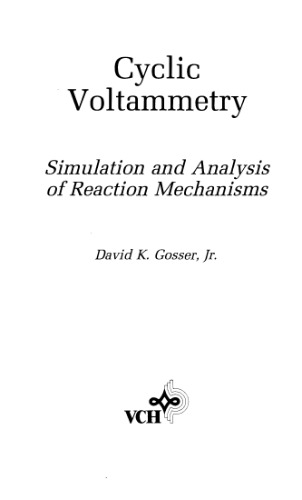 Cyclic
Voltammetry
Simulation and Analysis
of Reaction Mechanisms
David K. Gosser, Jr.
VCH